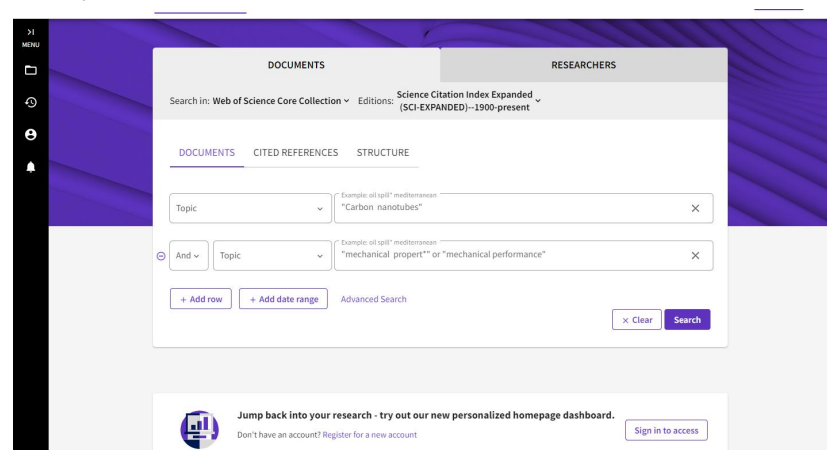 MENU
DOCUMENTS
RESEARCHERS
Search in: Web of Science Core Collection
Editions: Science Citation Index Expanded
(SCI-EXPANDED)--1900-present
DOCUMENTS
CITED REFERENCES
STRUCTURE
Example: oil spill* mediterranean
Topic
"Carbon nanotubes"
Example: oil spill* mediterranean
And
Topic
"mechanical propert*" or "mechanical performance"
+ Add row
+ Add date range
Advanced Search
× Clear
Search
Jump back into your research - try out our new personalized homepage dashboard.
Don't have an account? Register for a new account
Sign in to access